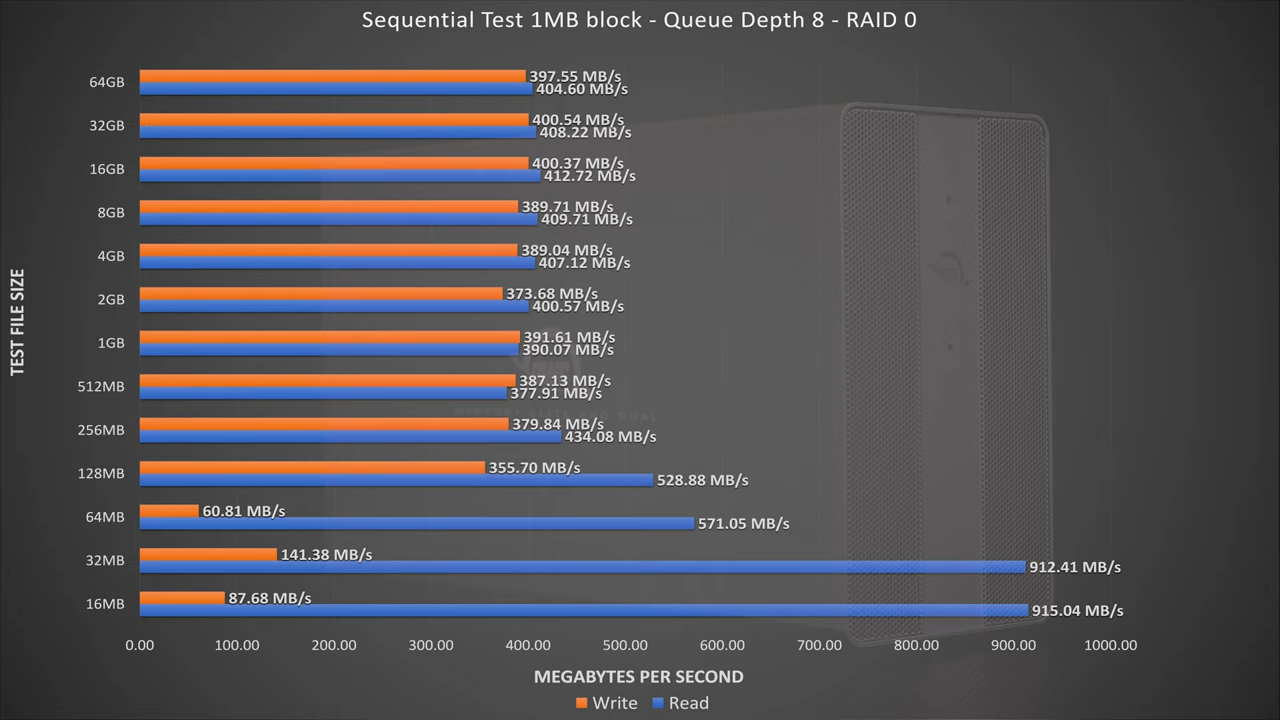 Sequential Test 1MB block - Queue Depth 8 - RAID 0
TEST FILE SIZE
64GB
397.55 MB/s
404.60 MB/s
32GB
400.54 MB/s
408.22 MB/s
16GB
400.37 MB/s
412.72 MB/s
8GB
389.71 MB/s
409.71 MB/s
4GB
389.04 MB/s
407.12 MB/s
2GB
373.68 MB/s
400.57 MB/s
1GB
391.61 MB/s
390.07 MB/s
512MB
387.13 MB/s
377.91 MB/s
256MB
379.84 MB/s
434.08 MB/s
128MB
355.70 MB/s
528.88 MB/s
64MB
60.81 MB/s
571.05 MB/s
32MB
141.38 MB/s
912.41 MB/s
16MB
87.68 MB/s
915.04 MB/s
0.00 100.00 200.00 300.00 400.00 500.00 600.00 700.00 800.00 900.00 1000.00
MEGABYTES PER SECOND
Write Read